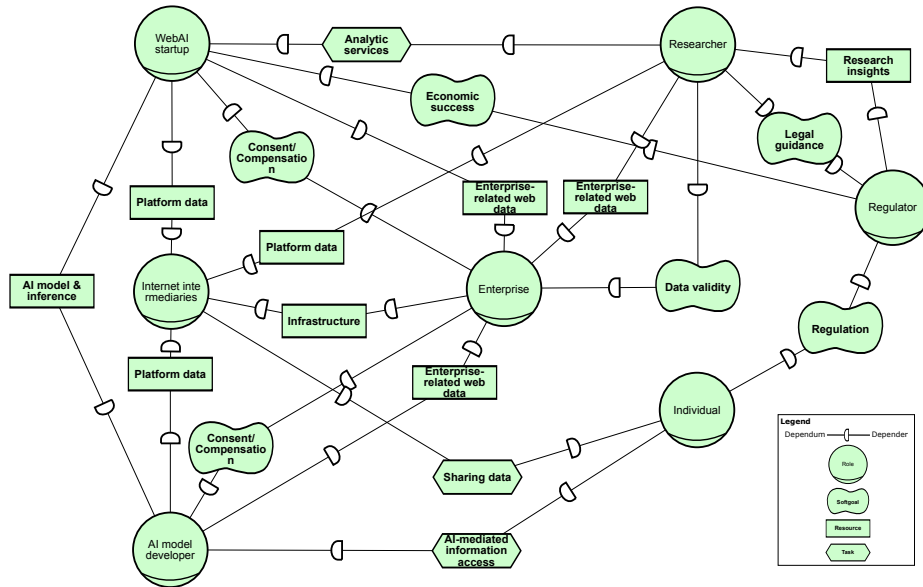 WebAI
startup
Analytic
services
Researcher
Research
insights
Economic
success
Legal
guidance
Consent/
Compensatio
n
Platform data
Enterprise-
related web
data
Enterprise-
related web
data
Regulator
Platform data
AI model &
inference
Internet inte
rmediaries
Enterprise
Data validity
Infrastructure
Regulation
Platform data
Enterprise-
related web
data
Individual
Consent/
Compensatio
n
Sharing data
AI model
developer
AI-mediated
information
access
Legend
Dependum
Depender
Role
Softgoal
Resource
Task